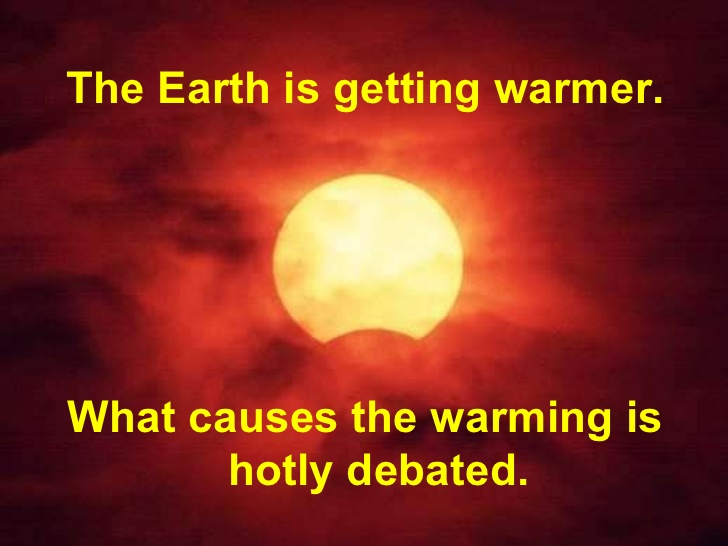 The Earth is getting warmer.
What causes the warming is
hotly debated.